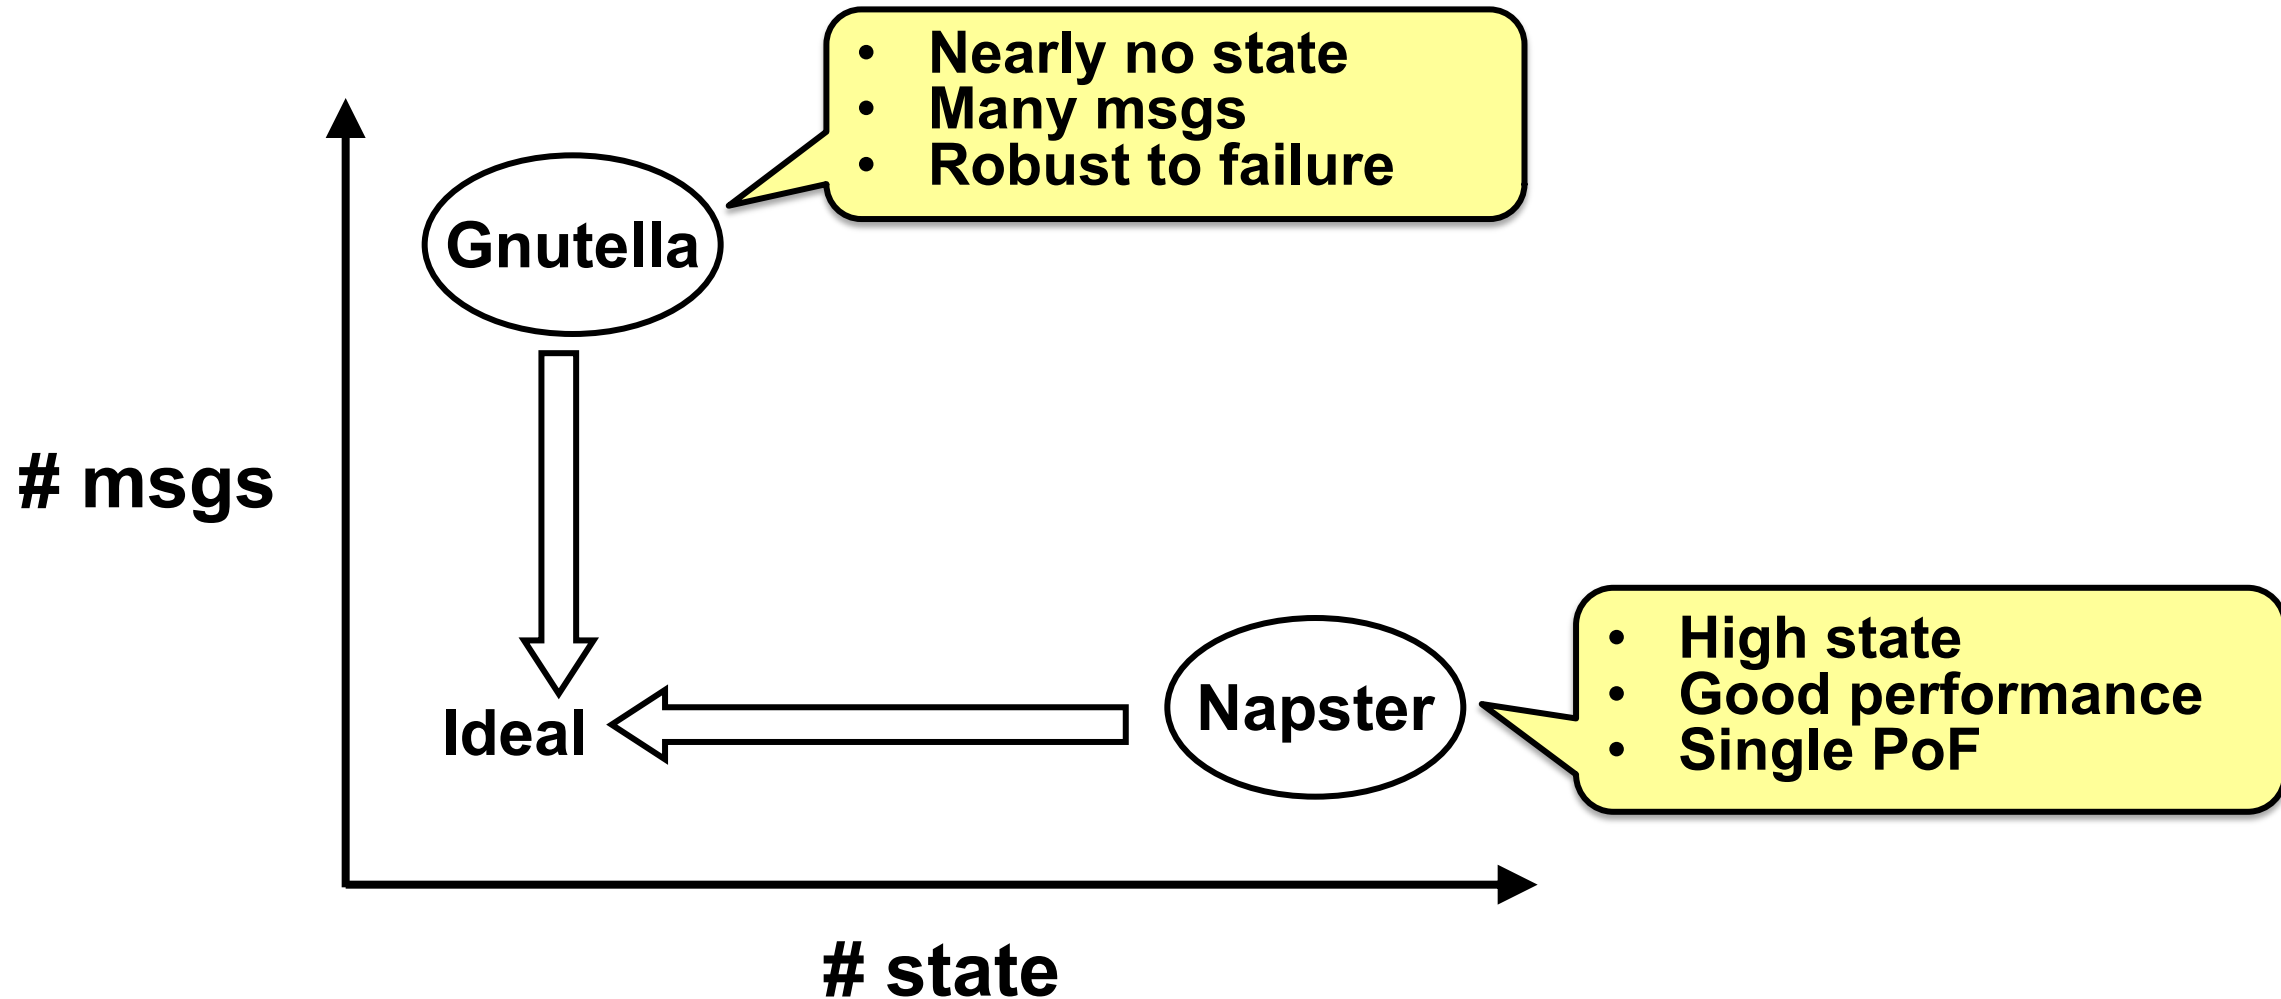 • Nearly no state
• Many msgs
• Robust to failure
Gnutella
# msgs
• High state
• Good performance
• Single PoF
Napster
Ideal
# state